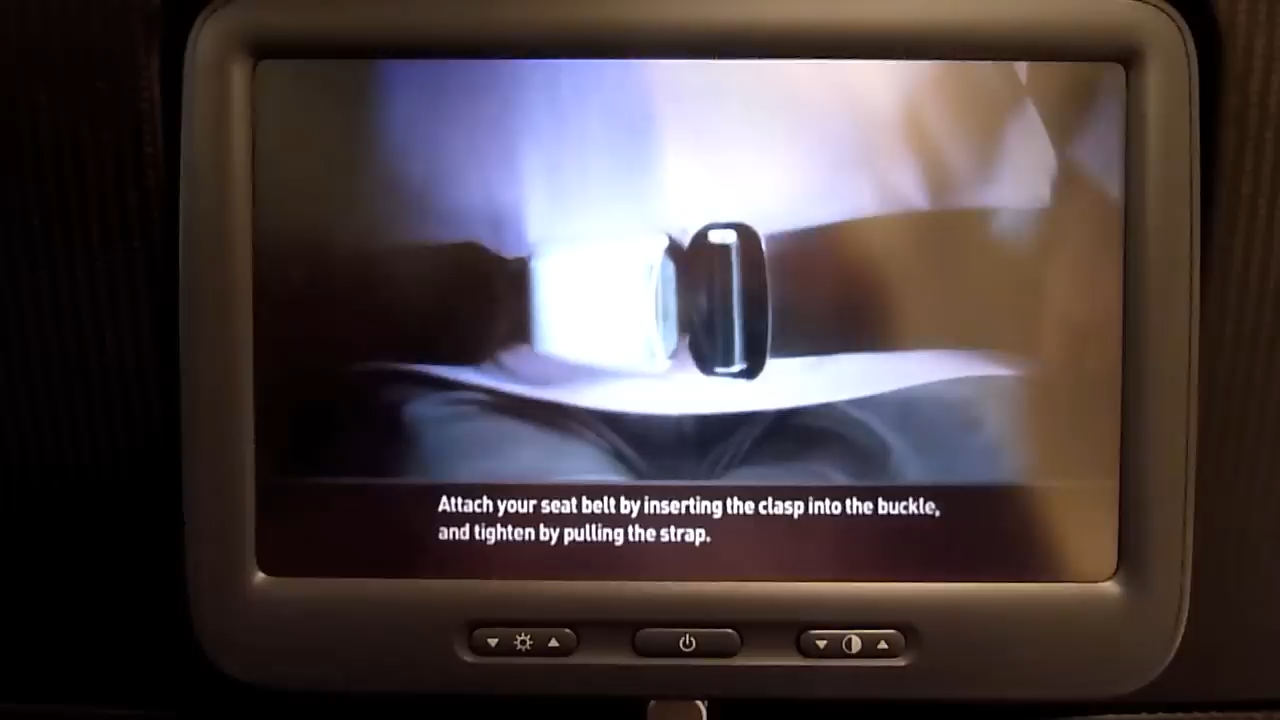 Attach your seat belt by inserting the clasp into the buckle,
and tighten by pulling the strap.